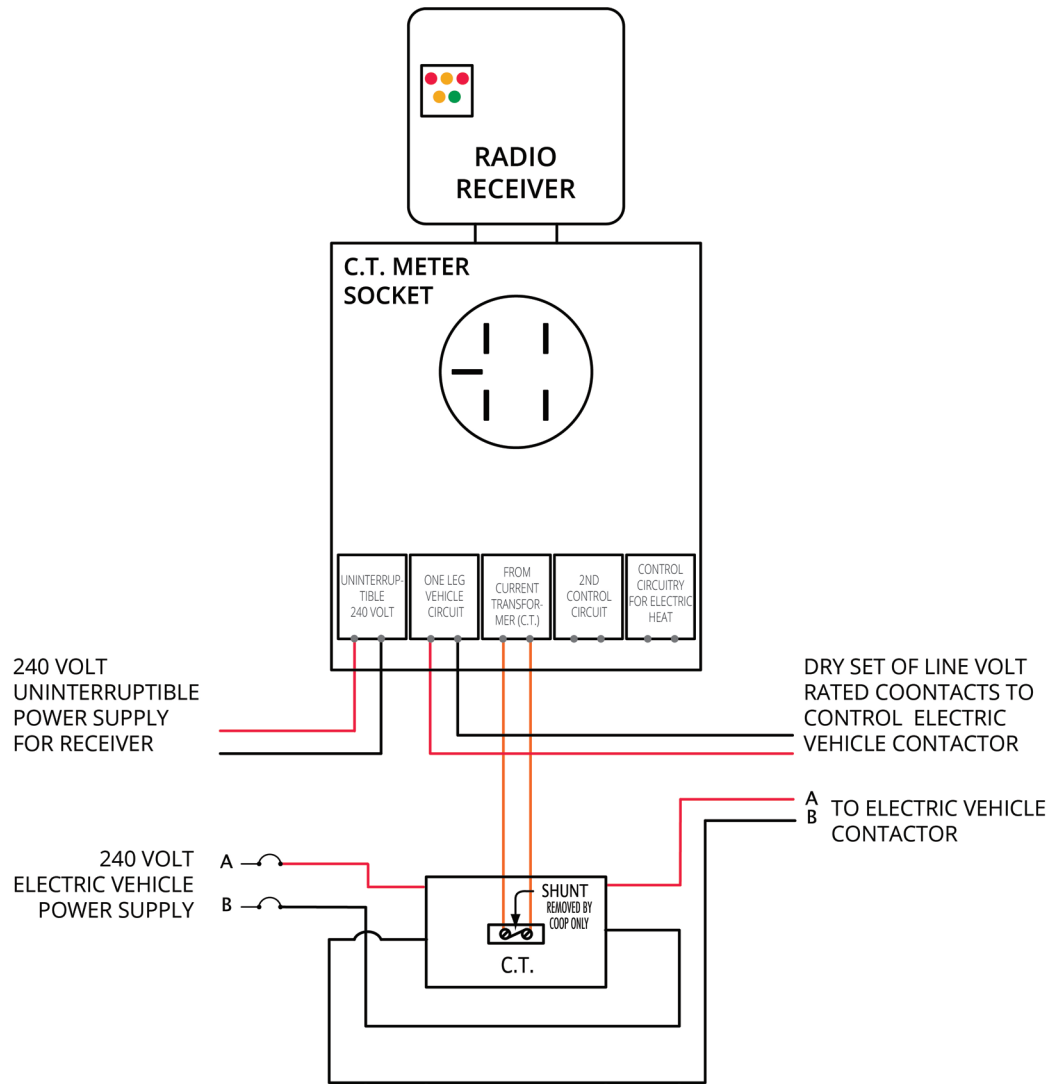 RADIO
RECEIVER
C.T. METER
SOCKET
UNINTERRUP-
TIBLE
240 VOLT
ONE LEG
VEHICLE
CIRCUIT
FROM
CURRENT
TRANSFOR-
MER (C.T.)
2ND
CONTROL
CIRCUIT
CONTROL
CIRCUITRY
FOR ELECTRIC
HEAT
240 VOLT
UNINTERRUPTIBLE
POWER SUPPLY
FOR RECEIVER
DRY SET OF LINE VOLT
RATED COONTACTS TO
CONTROL ELECTRIC
VEHICLE CONTACTOR
A
B
TO ELECTRIC VEHICLE
CONTACTOR
240 VOLT
ELECTRIC VEHICLE
POWER SUPPLY
A
B
SHUNT
REMOVED BY
COOP ONLY
C.T.